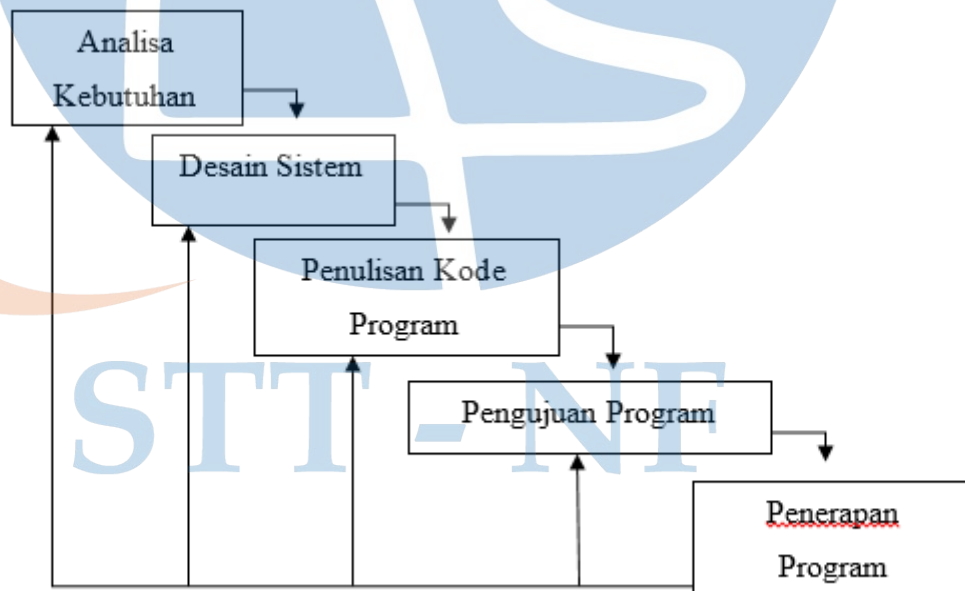 Analisa
Kebutuhan
Desain Sistem
Penulisan Kode
Program
Pengujuan Program
STT - NF
Penerapan
Program